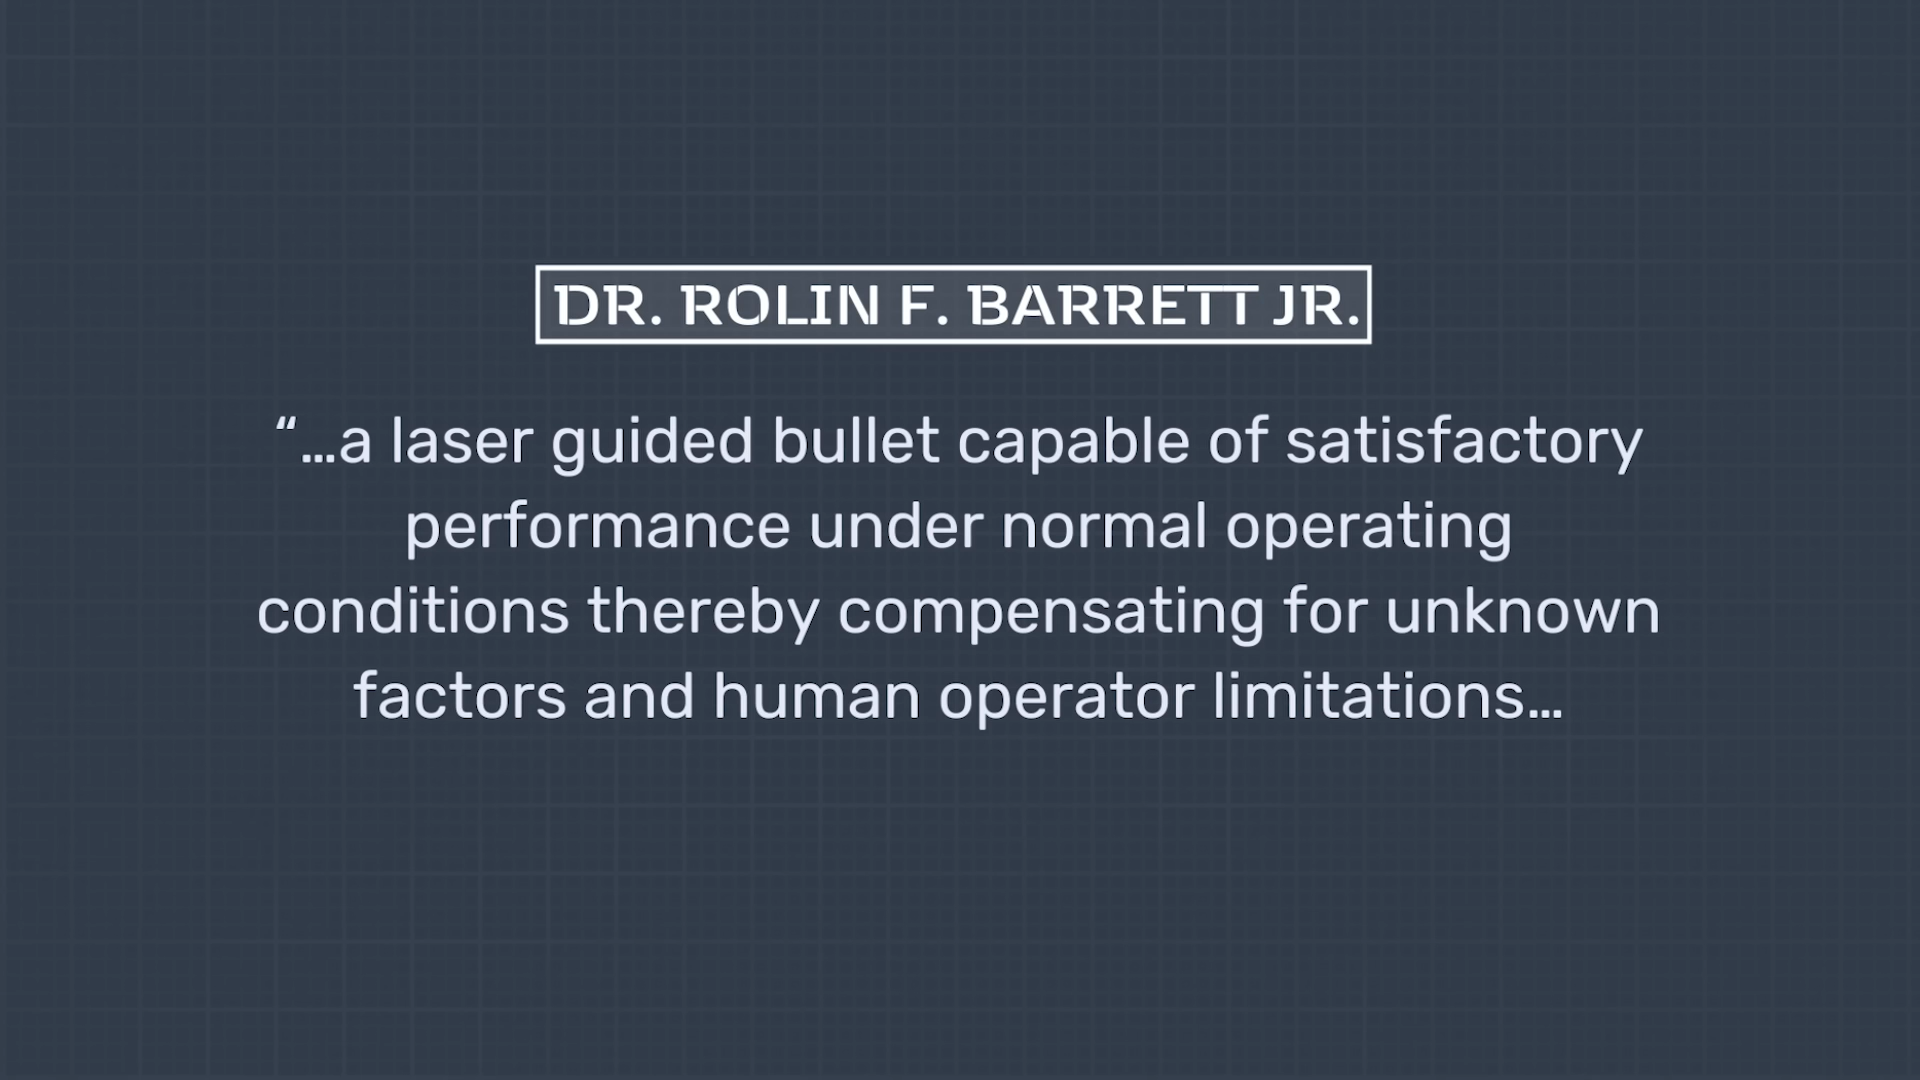 DR. ROLIN F. BARRETT JR.
“…a laser guided bullet capable of satisfactory
performance under normal operating
conditions thereby compensating for unknown
factors and human operator limitations…